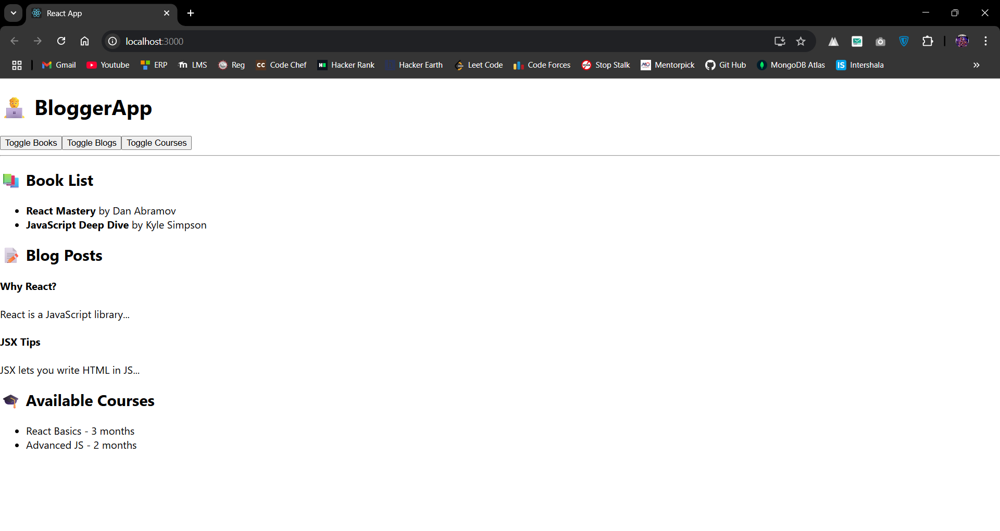 React App
localhost:3000
Gmail Youtube ERP LMS Reg CC Code Chef Hacker Rank Hacker Earth Leet Code Code Forces Stop Stalk MO Mentorpick Git Hub MongoDB Atlas IS Intershala
BloggerApp
Toggle Books Toggle Blogs Toggle Courses
Book List
• React Mastery by Dan Abramov
• JavaScript Deep Dive by Kyle Simpson
Blog Posts
Why React?
React is a JavaScript library...
JSX Tips
JSX lets you write HTML in JS...
Available Courses
• React Basics - 3 months
• Advanced JS - 2 months